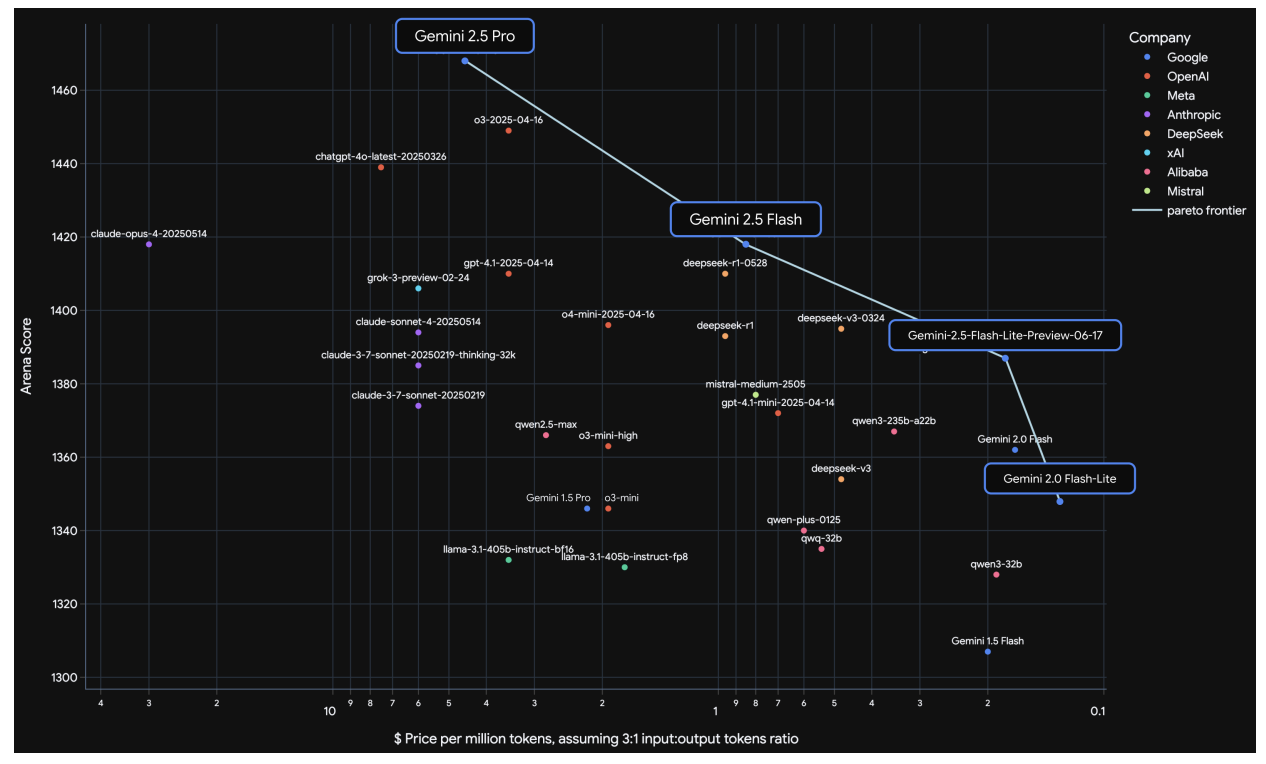 Gemini 2.5 Pro
Company
Google
OpenAI
Meta
Anthropic
DeepSeek
xAI
Alibaba
Mistral
pareto frontier
Arena Score
1460
1440
1420
1400
1380
1360
1340
1320
1300
o3-2025-04-16
chatgpt-4o-latest-20250326
Gemini 2.5 Flash
claude-opus-4-20250514
gpt-4.1-2025-04-14
deepseek-r1-0528
grok-3-preview-02-24
o4-mini-2025-04-16
deepseek-v3-0324
claude-sonnet-4-20250514
deepseek-r1
Gemini-2.5-Flash-Lite-Preview-06-17
claude-3-7-sonnet-20250219-thinking-32k
mistral-medium-2505
claude-3-7-sonnet-20250219
gpt-4.1-mini-2025-04-14
qwen2.5-max
qwen3-235b-a22b
o3-mini-high
Gemini 2.0 Flash
deepseek-v3
Gemini 2.0 Flash-Lite
Gemini 1.5 Pro
o3-mini
qwen-plus-0125
qwq-32b
llama-3.1-405b-instruct-bf16
llama-3.1-405b-instruct-fp8
qwen3-32b
Gemini 1.5 Flash
4 3 2 10 9 8 7 6 5 4 3 2 1 9 8 7 6 5 4 3 2 0.1
$ Price per million tokens, assuming 3:1 input:output tokens ratio